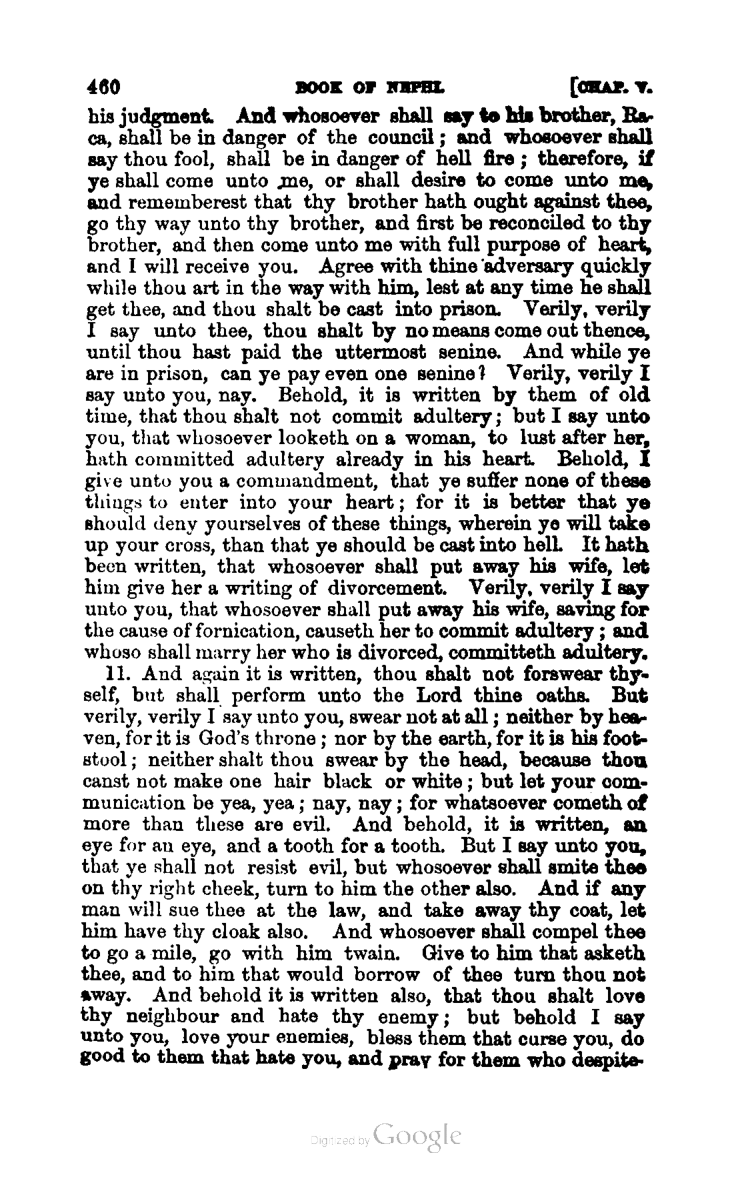 460 BOOK OF NEPHI. [CHAP. V.
his judgment. And whosoever shall say to his brother, Ra-
ca, shall be in danger of the council; and whosoever shall
say thou fool, shall be in danger of hell fire; therefore, if
ye shall come unto me, or shall desire to come unto me,
and rememberest that thy brother hath ought against thee,
go thy way unto thy brother, and first be reconciled to thy
brother, and then come unto me with full purpose of heart,
and I will receive you. Agree with thine adversary quickly
while thou art in the way with him, lest at any time he shall
get thee, and thou shalt be cast into prison. Verily, verily
I say unto thee, thou shalt by no means come out thence,
until thou hast paid the uttermost senine. And while ye
are in prison, can ye pay even one senine? Verily, verily I
say unto you, nay. Behold, it is written by them of old
time, that thou shalt not commit adultery; but I say unto
you, that whosoever looketh on a woman, to lust after her,
hath committed adultery already in his heart. Behold, I
give unto you a commandment, that ye suffer none of these
things to enter into your heart; for it is better that ye
should deny yourselves of these things, wherein ye will take
up your cross, than that ye should be cast into hell. It hath
been written, that whosoever shall put away his wife, let
him give her a writing of divorcement. Verily, verily I say
unto you, that whosoever shall put away his wife, saving for
the cause of fornication, causeth her to commit adultery; and
whoso shall marry her who is divorced, committeth adultery.
11. And again it is written, thou shalt not forswear thy-
self, but shall perform unto the Lord thine oaths. But
verily, verily I say unto you, swear not at all; neither by hea-
ven, for it is God's throne; nor by the earth, for it is his foot-
stool; neither shalt thou swear by the head, because thou
canst not make one hair black or white; but let your com-
munication be yea, yea; nay, nay; for whatsoever cometh of
more than these are evil. And behold, it is written, an
eye for an eye, and a tooth for a tooth. But I say unto you,
that ye shall not resist evil, but whosoever shall smite thee
on thy right cheek, turn to him the other also. And if any
man will sue thee at the law, and take away thy coat, let
him have thy cloak also. And whosoever shall compel thee
to go a mile, go with him twain. Give to him that asketh
thee, and to him that would borrow of thee turn thou not
away. And behold it is written also, that thou shalt love
thy neighbour and hate thy enemy; but behold I say
unto you, love your enemies, bless them that curse you, do
good to them that hate you, and pray for them who despite-
Digitized by Google